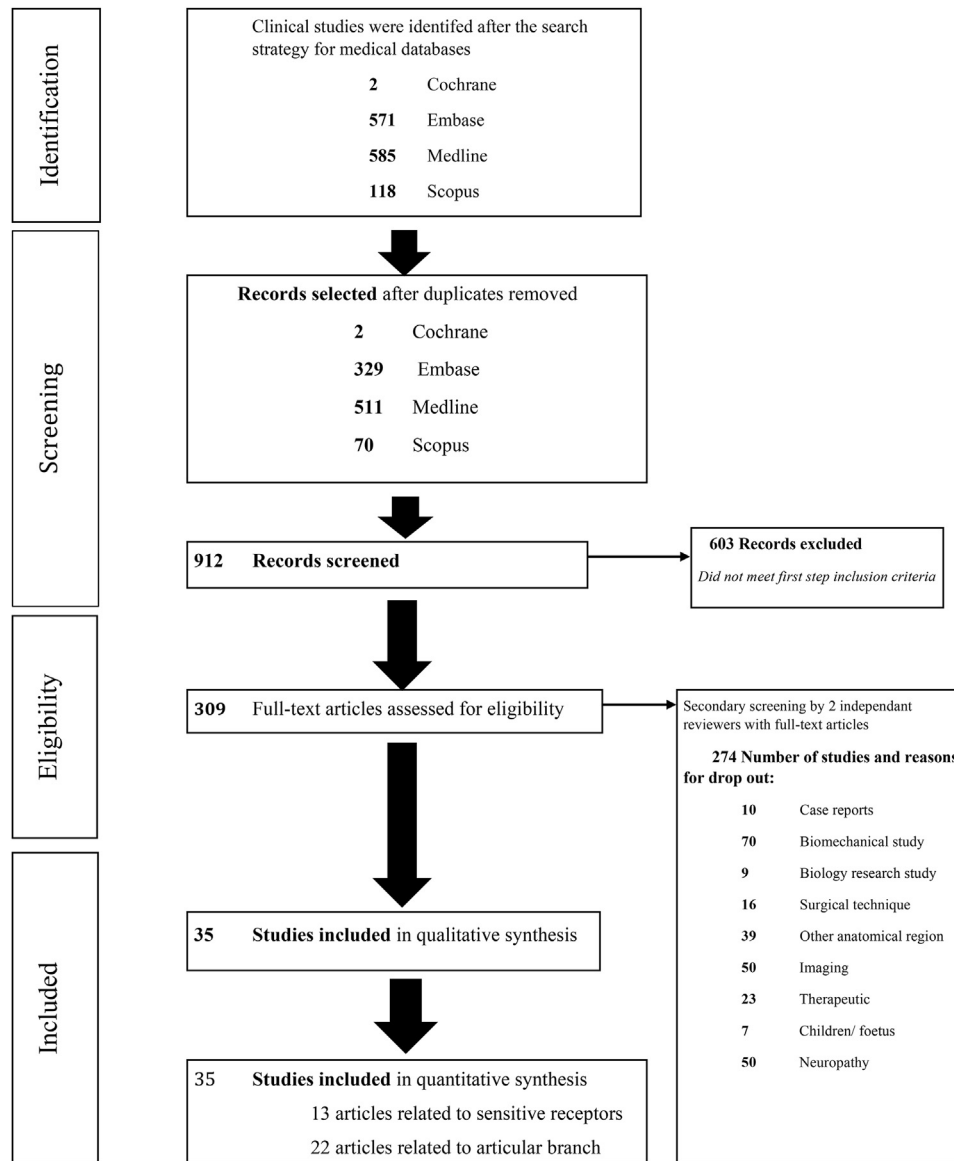 Identification
Clinical studies were identifed after the search
strategy for medical databases
2 Cochrane
571 Embase
585 Medline
118 Scopus
Screening
Records selected after duplicates removed
2 Cochrane
329 Embase
511 Medline
70 Scopus
912 Records screened
603 Records excluded
Did not meet first step inclusion criteria
Eligibility
309 Full-text articles assessed for eligibility
Secondary screening by 2 independant
reviewers with full-text articles
274 Number of studies and reasons
for drop out:
10 Case reports
70 Biomechanical study
9 Biology research study
16 Surgical technique
39 Other anatomical region
50 Imaging
23 Therapeutic
7 Children/ foetus
50 Neuropathy
Included
35 Studies included in qualitative synthesis
35 Studies included in quantitative synthesis
13 articles related to sensitive receptors
22 articles related to articular branch